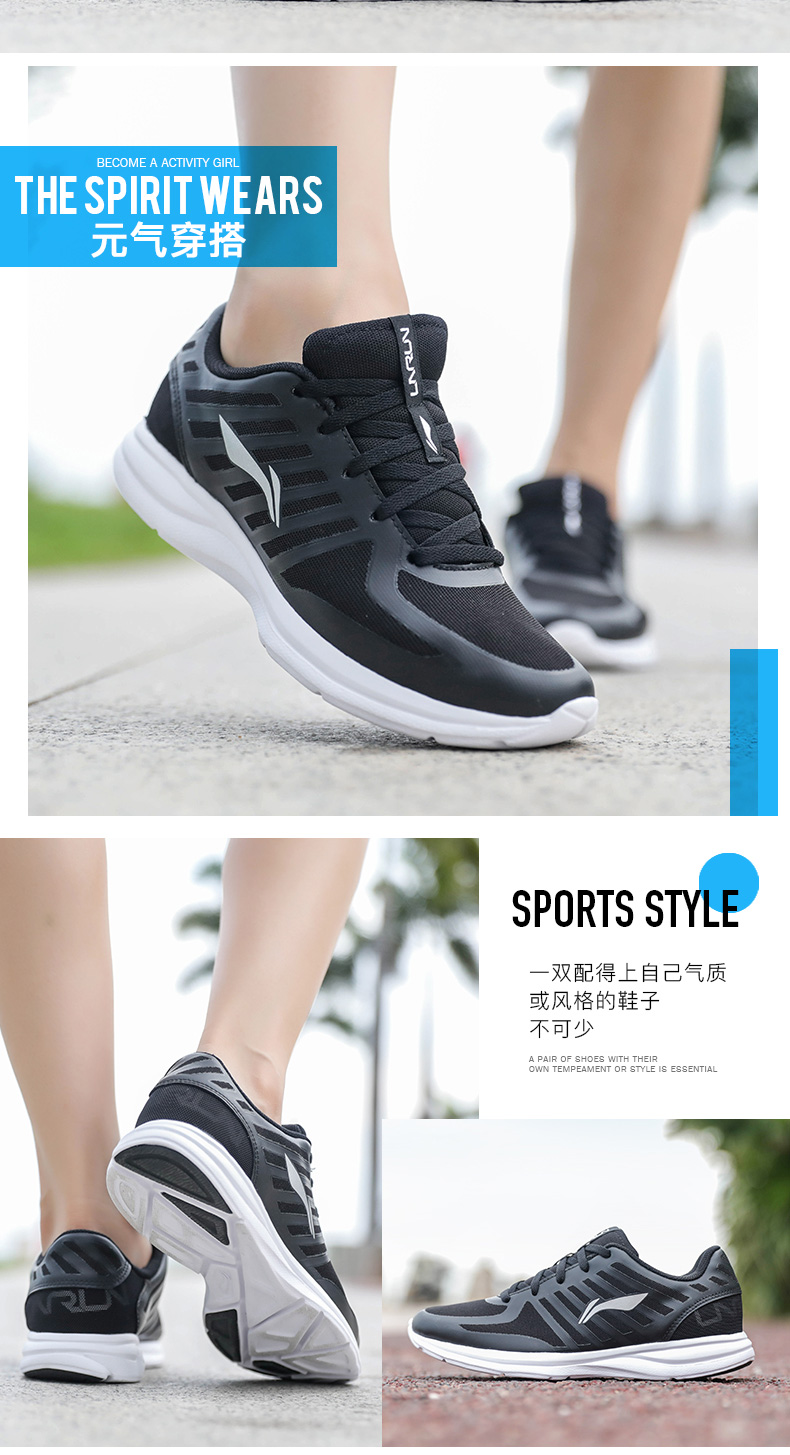 BECOME A ACTIVITY GIRL
THE SPIRIT WEARS
元气穿搭
LNRUN
SPORTS STYLE
一双配得上自己气质
或风格的鞋子
不可少
A PAIR OF SHOES WITH THEIR
OWN TEMPEAMENT OR STYLE IS ESSENTIAL